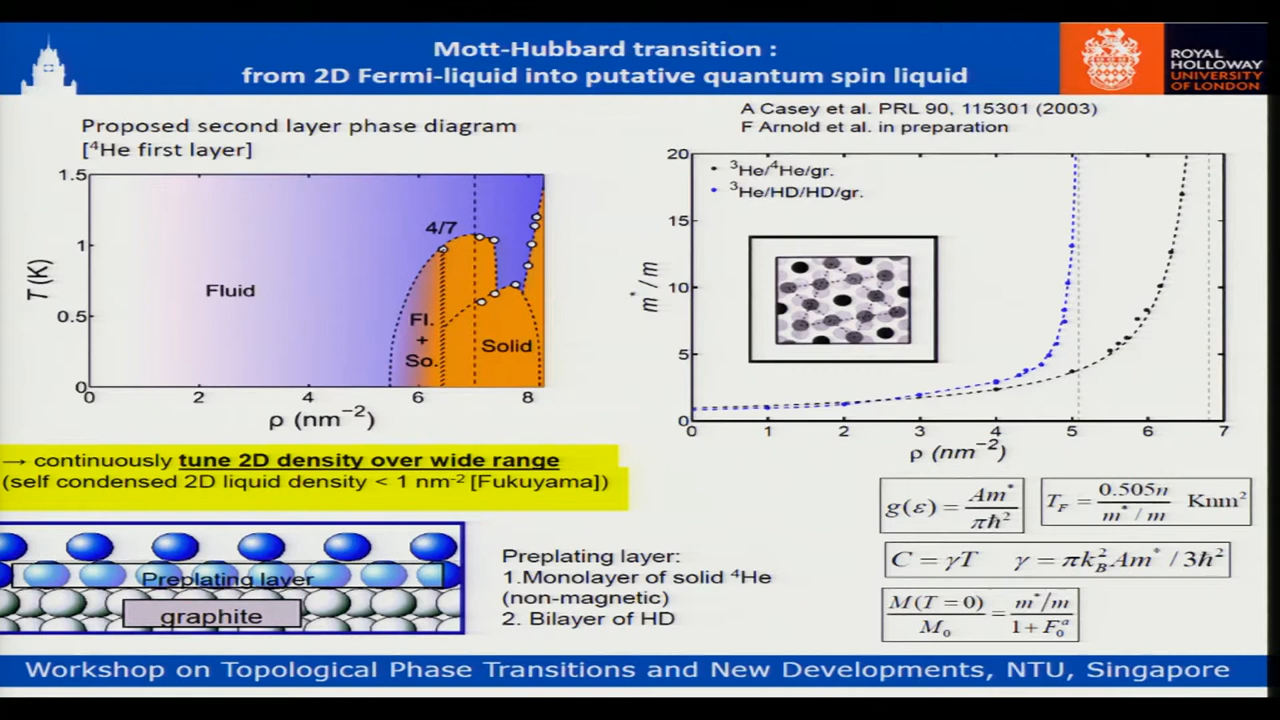 Mott-Hubbard transition :
from 2D Fermi-liquid into putative quantum spin liquid
ROYAL
HOLLOWAY
UNIVERSITY
OF LONDON
Proposed second layer phase diagram
[⁴He first layer]
A Casey et al. PRL 90, 115301 (2003)
F Arnold et al. in preparation
1.5
1
0.5
0
T (K)
4/7
Fluid
Fl.
+
So.
Solid
0 2 4 6 8
ρ (nm⁻²)
20
15
10
5
0
m* / m
³He/⁴He/gr.
³He/HD/HD/gr.
0 1 2 3 4 5 6 7
ρ (nm⁻²)
→ continuously tune 2D density over wide range
(self condensed 2D liquid density < 1 nm⁻² [Fukuyama])
Preplating layer
graphite
Preplating layer:
1.Monolayer of solid ⁴He
(non-magnetic)
2. Bilayer of HD
g(ε) = Am* / πℏ²
T_F = 0.505n / (m* / m) Knm²
C = γT γ = πk_B² Am* / 3ℏ²
M(T = 0) / M₀ = (m*/m) / (1 + F₀ᵃ)
Workshop on Topological Phase Transitions and New Developments, NTU, Singapore